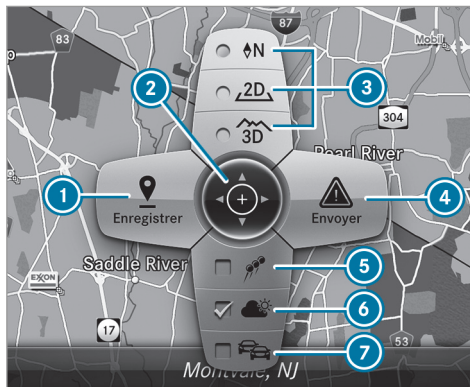 87
83
Mobil
N
2D
3D
2
3
304
Pearl River
1
Enregistrer
Envoyer
4
Saddle River
5
EXON
6
17
53
7
Montvale, NJ